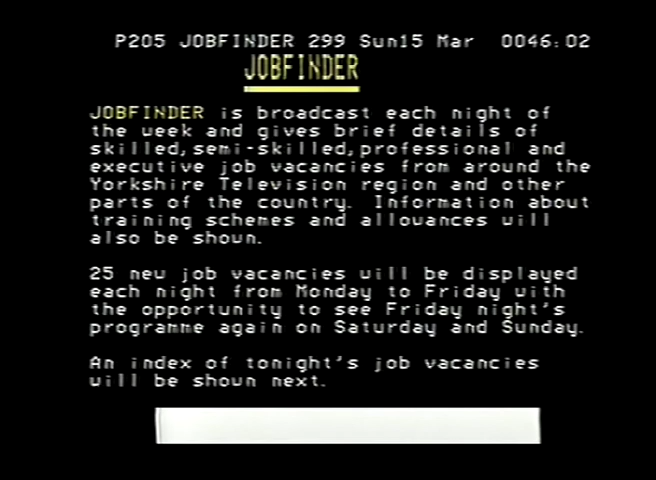 P205 JOBFINDER 299 Sun15 Mar 0046:02
JOBFINDER
JOBFINDER is broadcast each night of
the week and gives brief details of
skilled,semi-skilled,professional and
executive job vacancies from around the
Yorkshire Television region and other
parts of the country. Information about
training schemes and allowances will
also be shown.
25 new job vacancies will be displayed
each night from Monday to Friday with
the opportunity to see Friday night's
programme again on Saturday and Sunday.
An index of tonight's job vacancies
will be shown next.